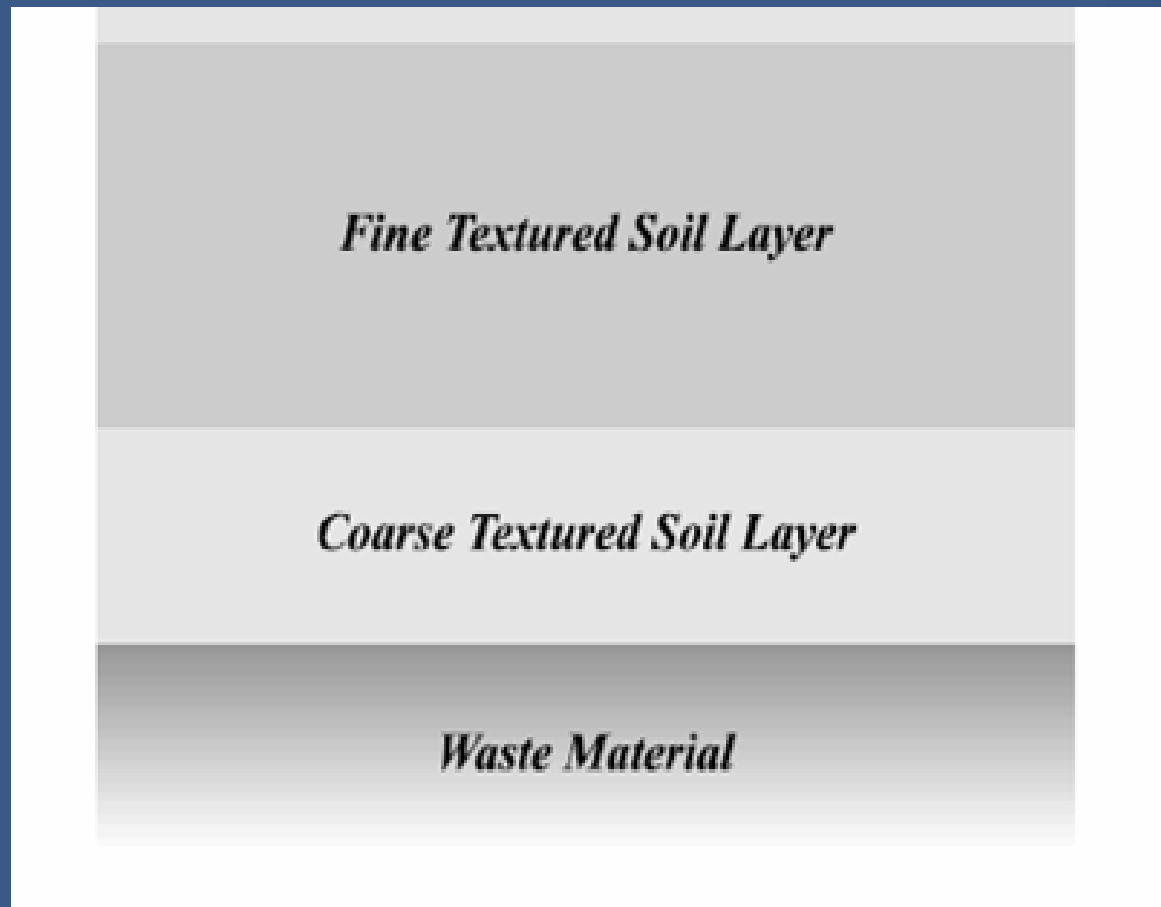 Fine Textured Soil Layer
Coarse Textured Soil Layer
Waste Material